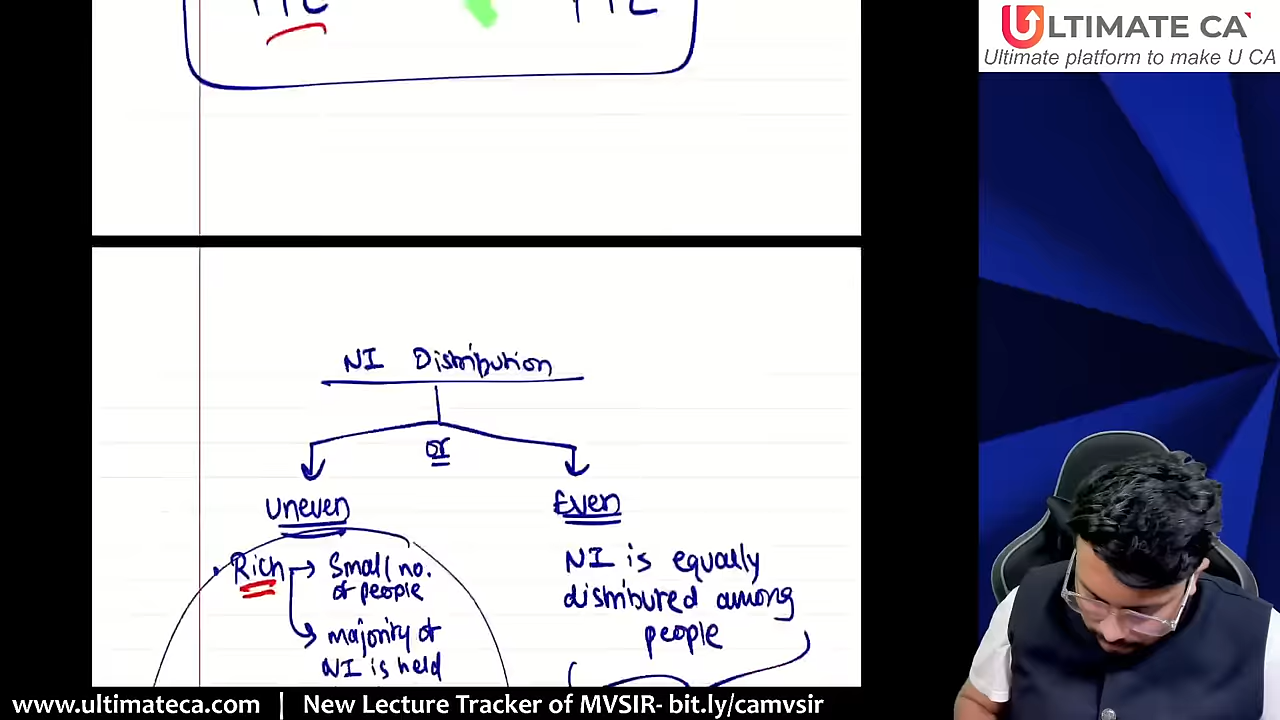 ULTIMATE CA
Ultimate platform to make U CA
NI Distribution
or
Uneven
Even
Rich → Small no.
of people
majority of
NI is held
NI is equally
distributed among
people
www.ultimateca.com | New Lecture Tracker of MVSIR- bit.ly/camvsir